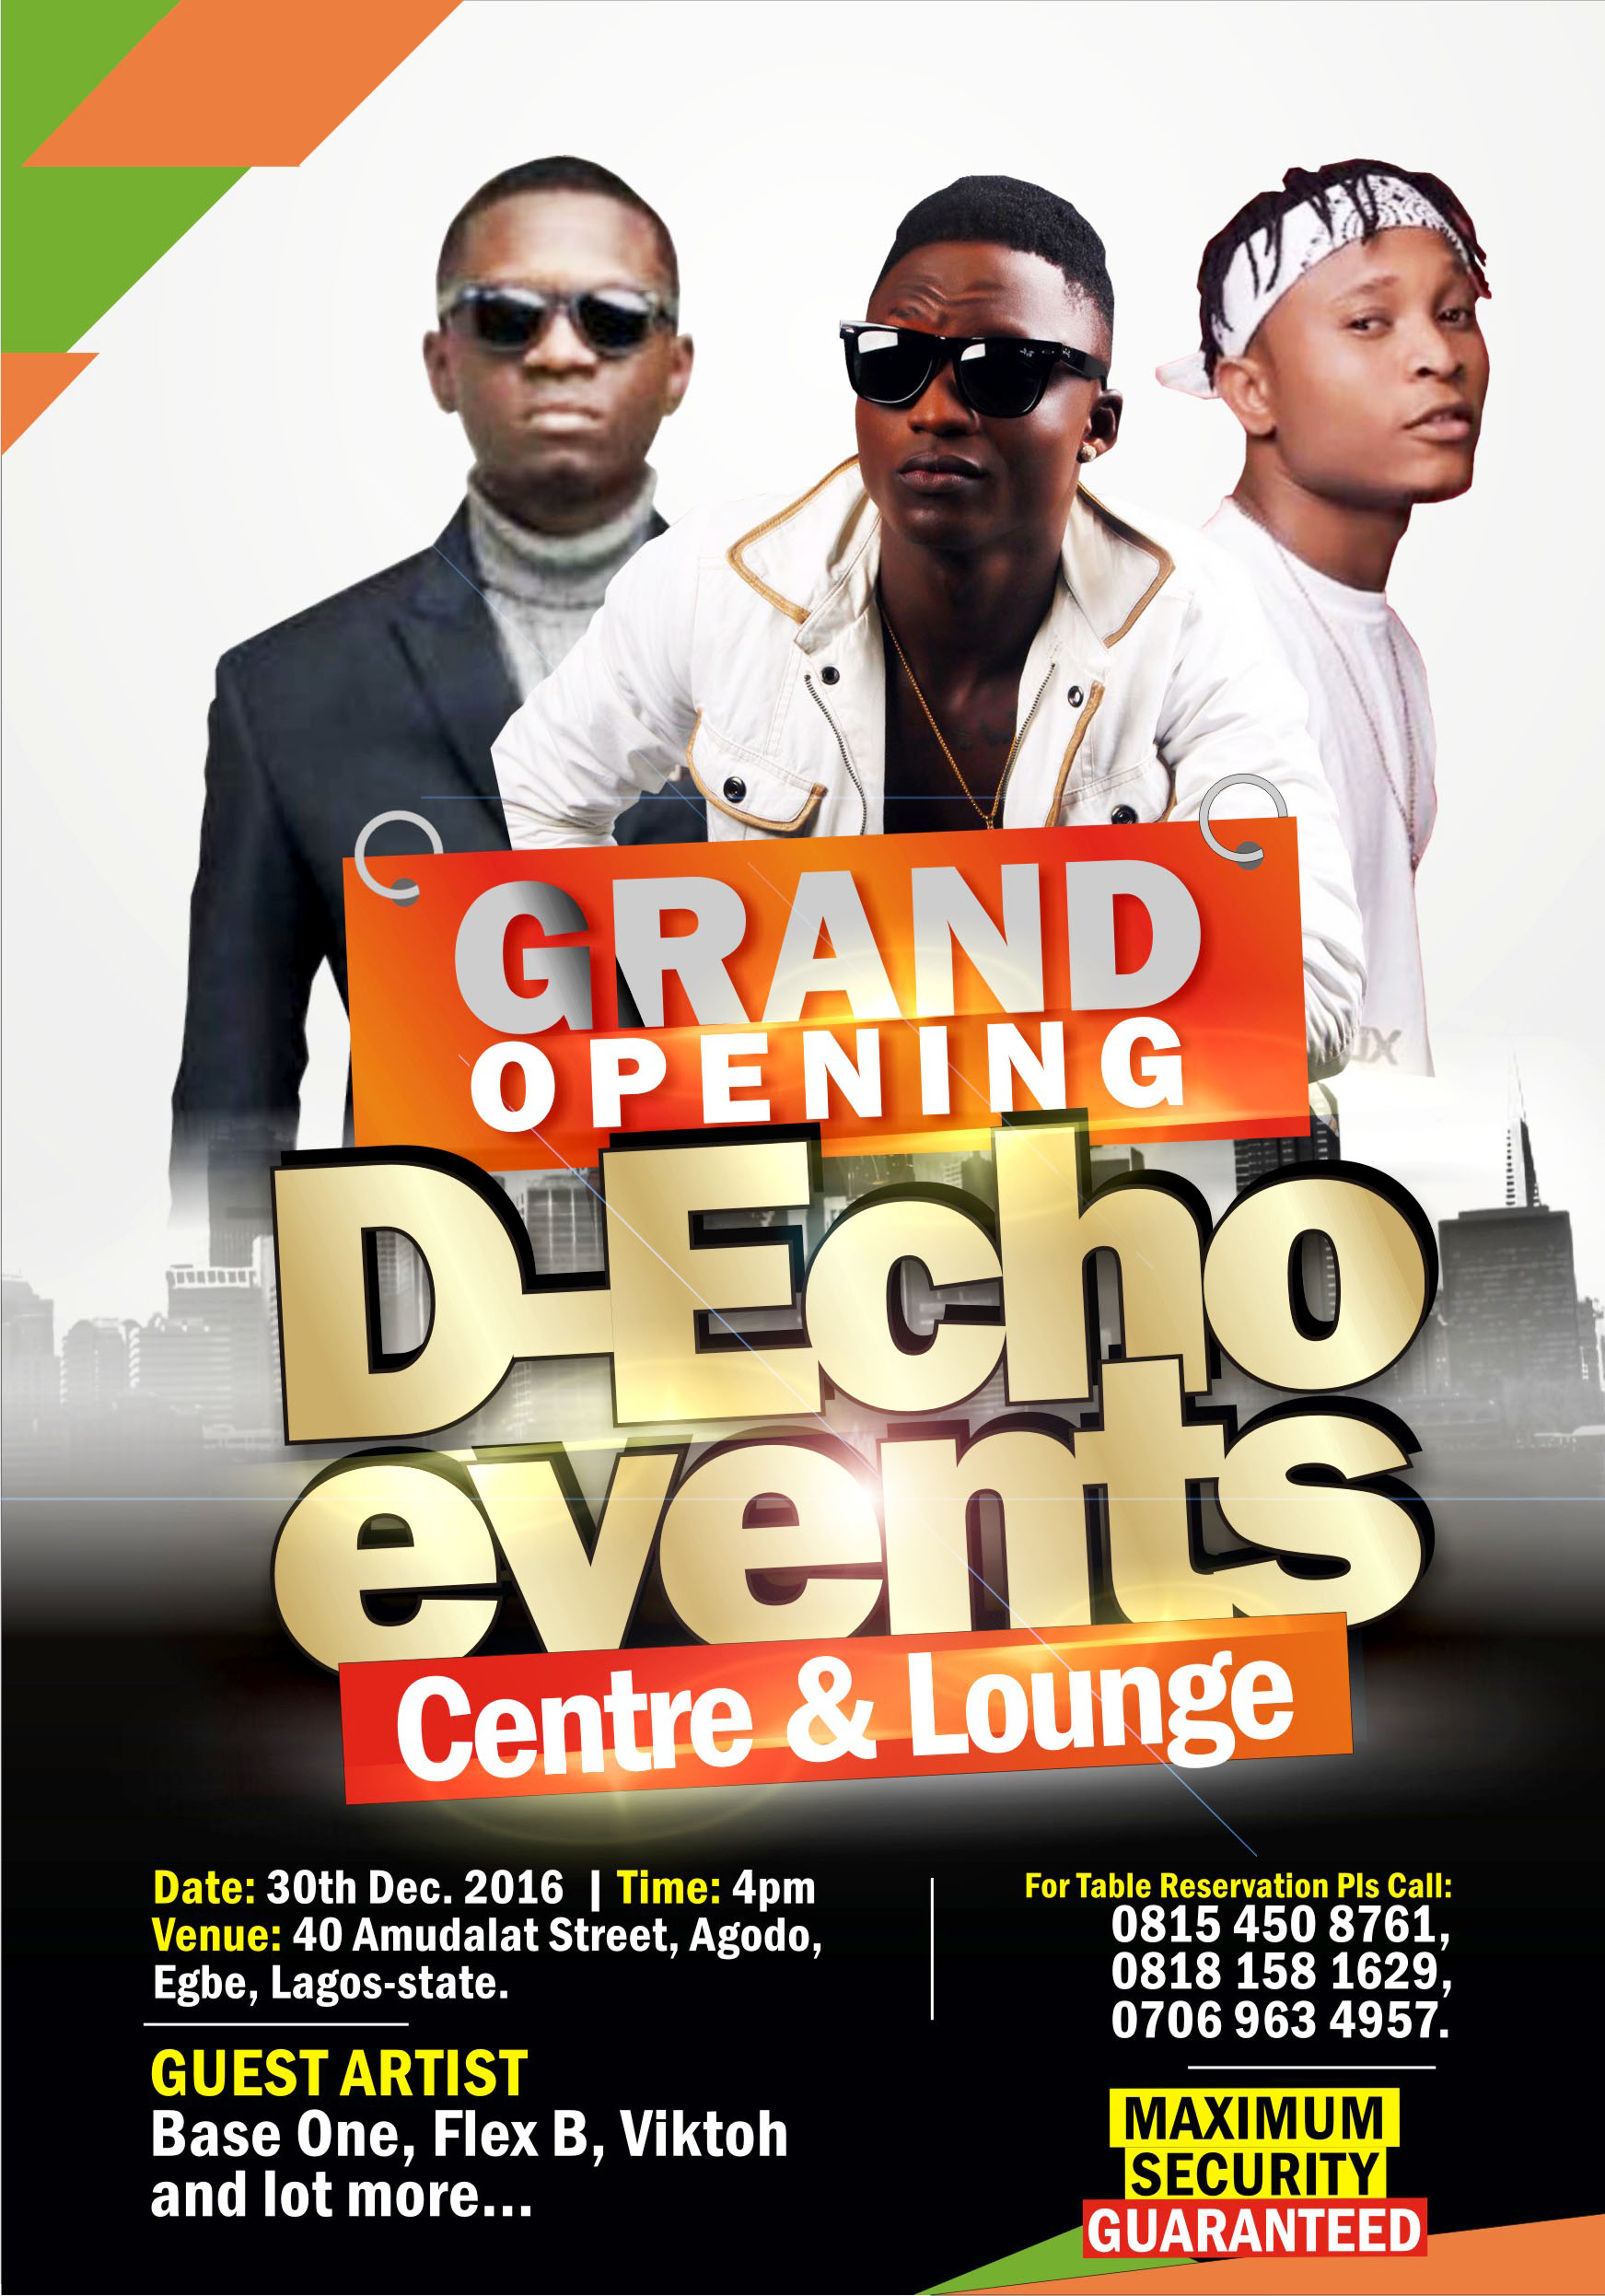 GRAND
OPENING
D-Echo
events
Centre & Lounge
Date: 30th Dec. 2016 | Time: 4pm
Venue: 40 Amudalat Street, Agodo,
Egbe, Lagos-state.
GUEST ARTIST
Base One, Flex B, Viktoh
and lot more...
For Table Reservation Pls Call:
0815 450 8761,
0818 158 1629,
0706 963 4957.
MAXIMUM
SECURITY
GUARANTEED